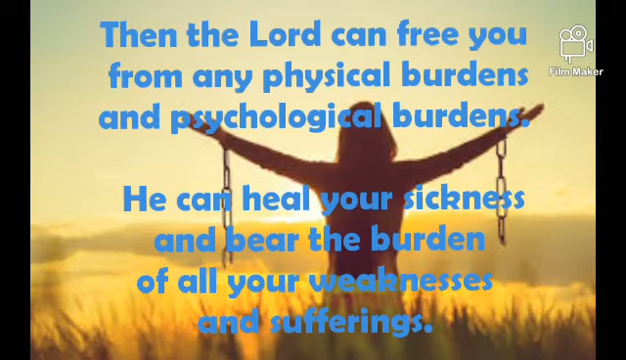 Then the Lord can free you
from any physical burdens
and psychological burdens.
He can heal your sickness
and bear the burden
of all your weaknesses
and sufferings.
Film Maker